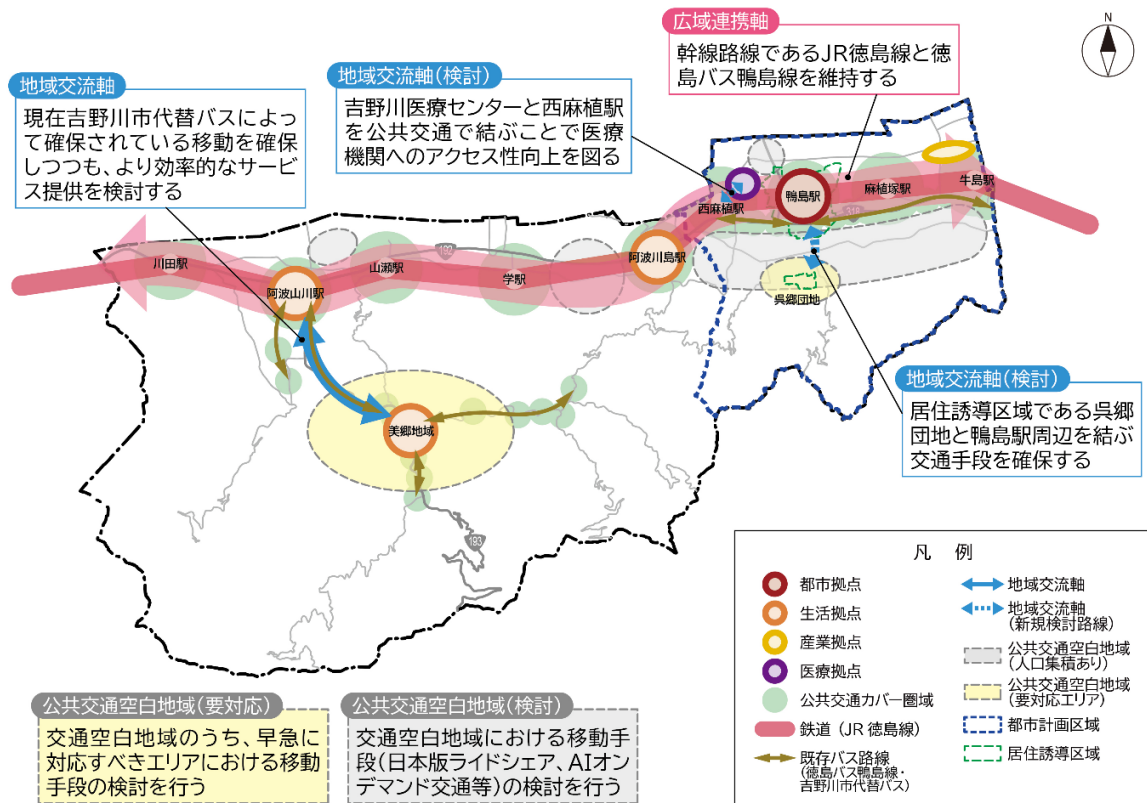 N
広域連携軸
幹線路線であるJR徳島線と徳
島バス鴨島線を維持する
地域交流軸
現在吉野川市代替バスによっ
て確保されている移動を確保
しつつも、より効率的なサー
ビス提供を検討する
地域交流軸(検討)
吉野川医療センターと西麻植駅
を公共交通で結ぶことで医療
機関へのアクセス性向上を図る
西麻植駅
鴨島駅
麻植塚駅
牛島駅
318
192
川田駅
阿波山川駅
山瀬駅
学駅
阿波川島駅
呉郷団地
地域交流軸(検討)
居住誘導区域である呉郷
団地と鴨島駅周辺を結ぶ
交通手段を確保する
美郷地域
193
公共交通空白地域(要対応)
交通空白地域のうち、早急に
対応すべきエリアにおける移動
手段の検討を行う
公共交通空白地域(検討)
交通空白地域における移動手
段(日本版ライドシェア、AIオン
デマンド交通等)の検討を行う
凡 例
都市拠点
生活拠点
産業拠点
医療拠点
公共交通カバー圏域
鉄道(JR徳島線)
既存バス路線
(徳島バス鴨島線・
吉野川市代替バス)
地域交流軸
地域交流軸
(新規検討路線)
公共交通空白地域
(人口集積あり)
公共交通空白地域
(要対応エリア)
都市計画区域
居住誘導区域